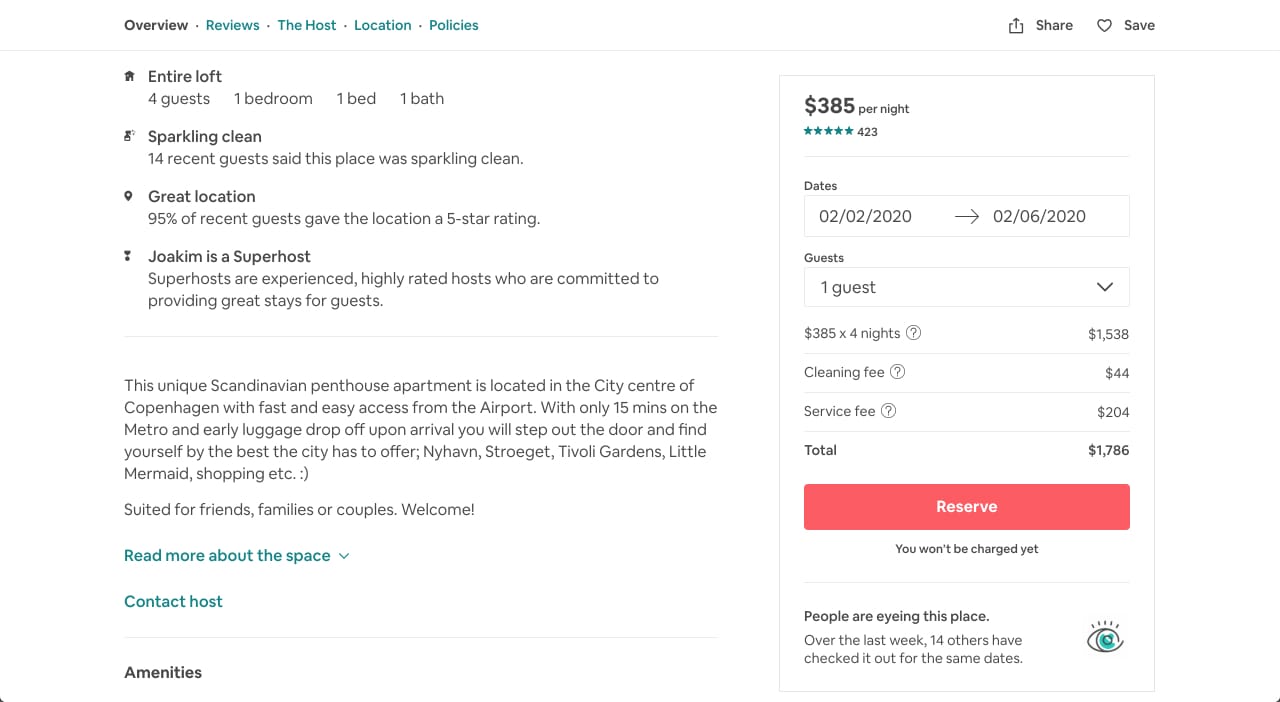 Overview · Reviews · The Host · Location · Policies
Share Save
Entire loft
4 guests 1 bedroom 1 bed 1 bath
Sparkling clean
14 recent guests said this place was sparkling clean.
Great location
95% of recent guests gave the location a 5-star rating.
Joakim is a Superhost
Superhosts are experienced, highly rated hosts who are committed to
providing great stays for guests.
This unique Scandinavian penthouse apartment is located in the City centre of
Copenhagen with fast and easy access from the Airport. With only 15 mins on the
Metro and early luggage drop off upon arrival you will step out the door and find
yourself by the best the city has to offer; Nyhavn, Stroeget, Tivoli Gardens, Little
Mermaid, shopping etc. :)
Suited for friends, families or couples. Welcome!
Read more about the space
Contact host
Amenities
$385 per night
★★★★★ 423
Dates
02/02/2020 → 02/06/2020
Guests
1 guest
$385 x 4 nights ? $1,538
Cleaning fee ? $44
Service fee ? $204
Total $1,786
Reserve
You won't be charged yet
People are eyeing this place.
Over the last week, 14 others have
checked it out for the same dates.